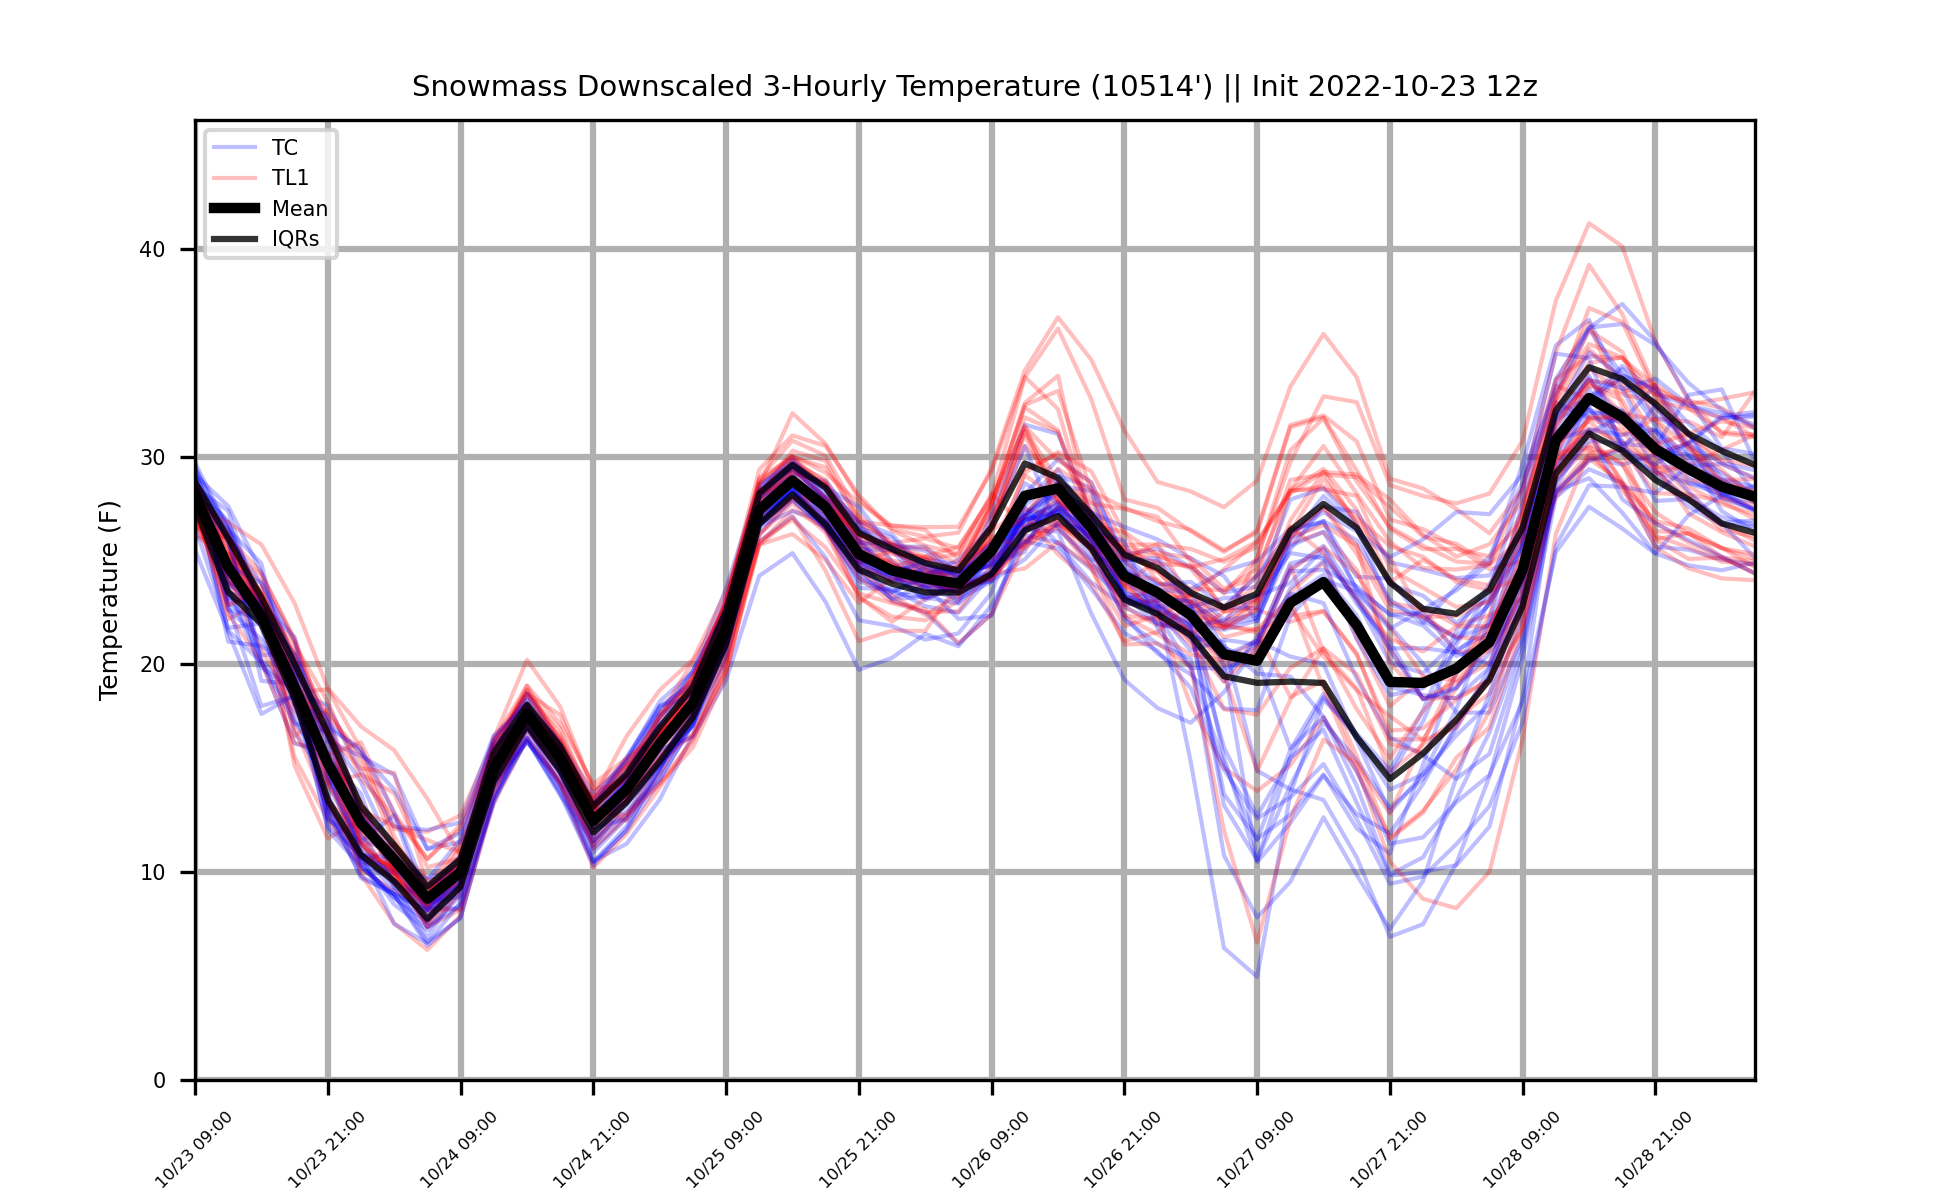 Snowmass Downscaled 3-Hourly Temperature (10514') || Init 2022-10-23 12z
TC
TL1
Mean
IQRs
Temperature (F)
40
30
20
10
0
10/23 09:00
10/23 21:00
10/24 09:00
10/24 21:00
10/25 09:00
10/25 21:00
10/26 09:00
10/26 21:00
10/27 09:00
10/27 21:00
10/28 09:00
10/28 21:00